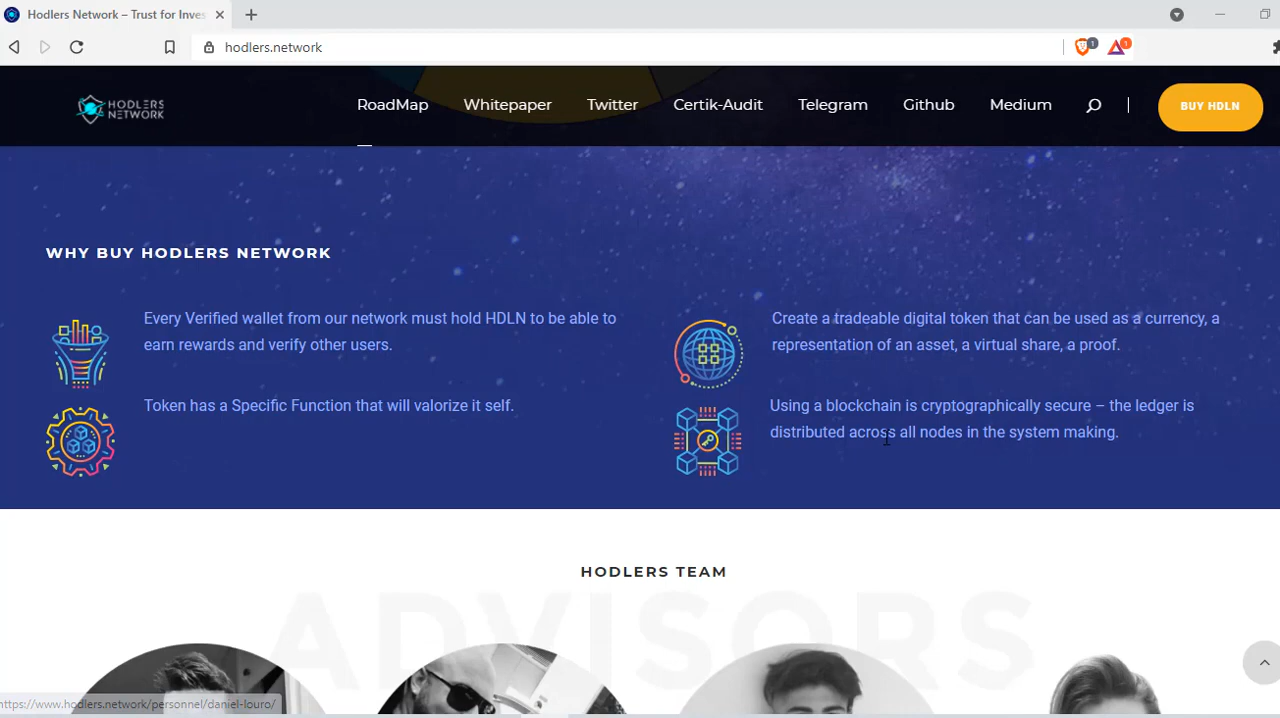 Hodlers Network – Trust for Inves
hodlers.network
1
1
HODLERS
NETWORK
RoadMap
Whitepaper
Twitter
Certik-Audit
Telegram
Github
Medium
BUY HDLN
WHY BUY HODLERS NETWORK
Every Verified wallet from our network must hold HDLN to be able to
earn rewards and verify other users.
Token has a Specific Function that will valorize it self.
Create a tradeable digital token that can be used as a currency, a
representation of an asset, a virtual share, a proof.
Using a blockchain is cryptographically secure – the ledger is
distributed across all nodes in the system making.
HODLERS TEAM
ADVISORS
https://www.hodlers.network/personnel/daniel-louro/